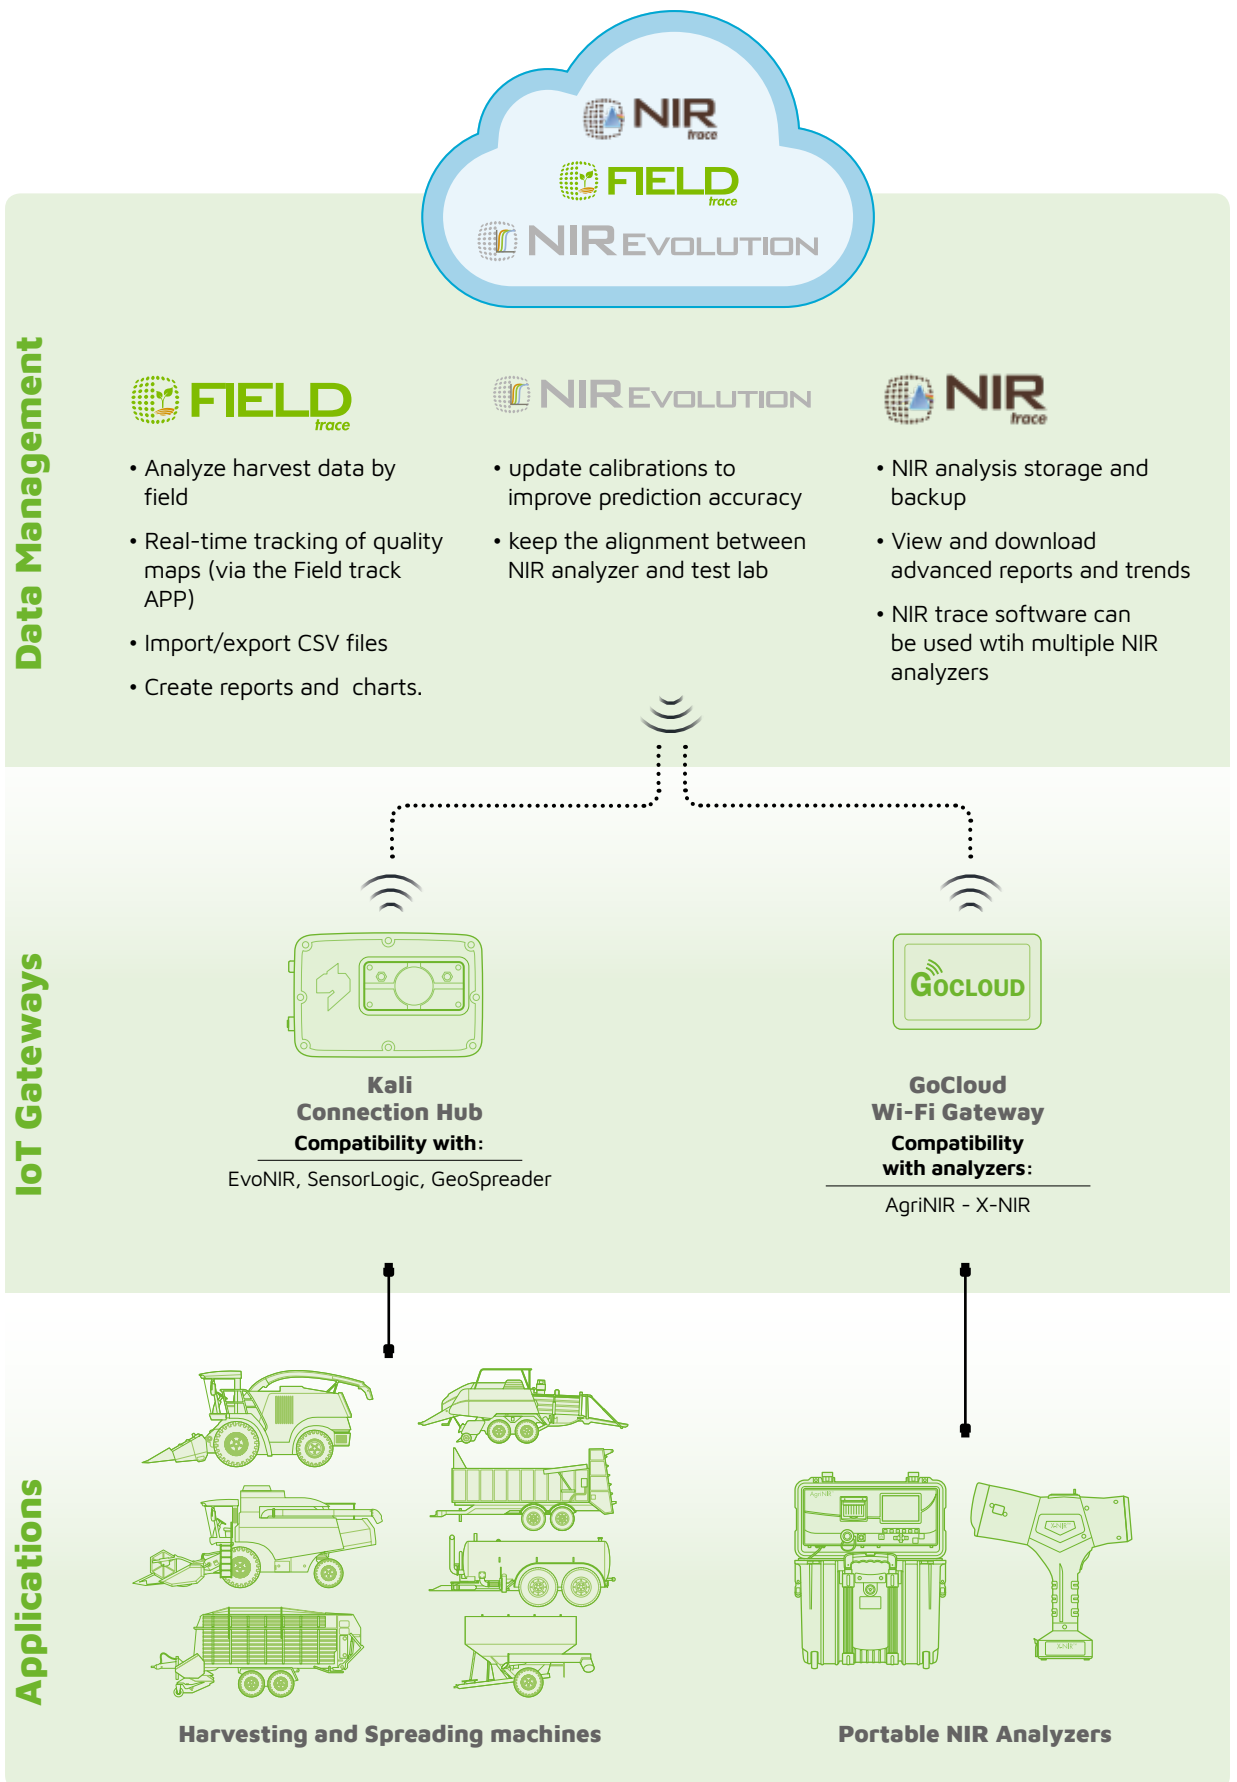 NIR
trace
FIELD
trace
NIR EVOLUTION
Data Management
FIELD
trace
• Analyze harvest data by
field
• Real-time tracking of quality
maps (via the Field track
APP)
• Import/export CSV files
• Create reports and charts.
NIR EVOLUTION
• update calibrations to
improve prediction accuracy
• keep the alignment between
NIR analyzer and test lab
NIR
trace
• NIR analysis storage and
backup
• View and download
advanced reports and trends
• NIR trace software can
be used wtih multiple NIR
analyzers
IoT Gateways
Kali
Connection Hub
Compatibility with:
EvoNIR, SensorLogic, GeoSpreader
GOCLOUD
GoCloud
Wi-Fi Gateway
Compatibility
with analyzers:
AgriNIR - X-NIR
Applications
Harvesting and Spreading machines
AgriNIR
X-NIR
X-NIR
Portable NIR Analyzers